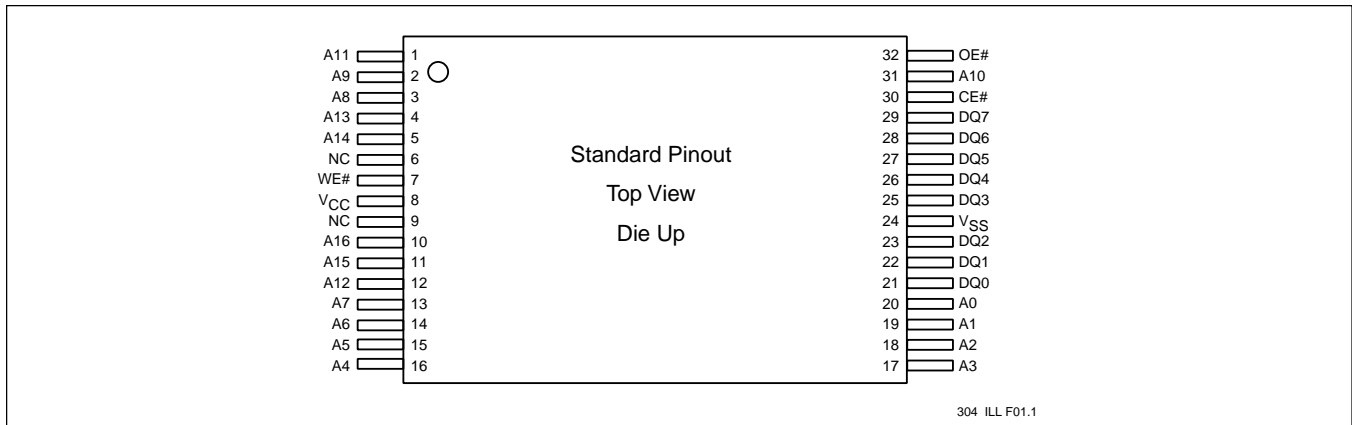 A11 1 32 OE#
A9 2 31 A10
A8 3 30 CE#
A13 4 29 DQ7
A14 5 28 DQ6
NC 6 27 DQ5
WE# 7 26 DQ4
VCC 8 25 DQ3
NC 9 24 VSS
A16 10 23 DQ2
A15 11 22 DQ1
A12 12 21 DQ0
A7 13 20 A0
A6 14 19 A1
A5 15 18 A2
A4 16 17 A3
Standard Pinout
Top View
Die Up
304 ILL F01.1